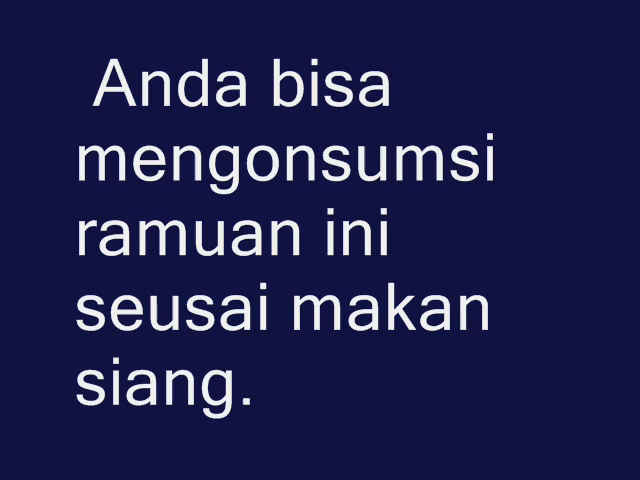 Anda bisa
mengonsumsi
ramuan ini
seusai makan
siang.